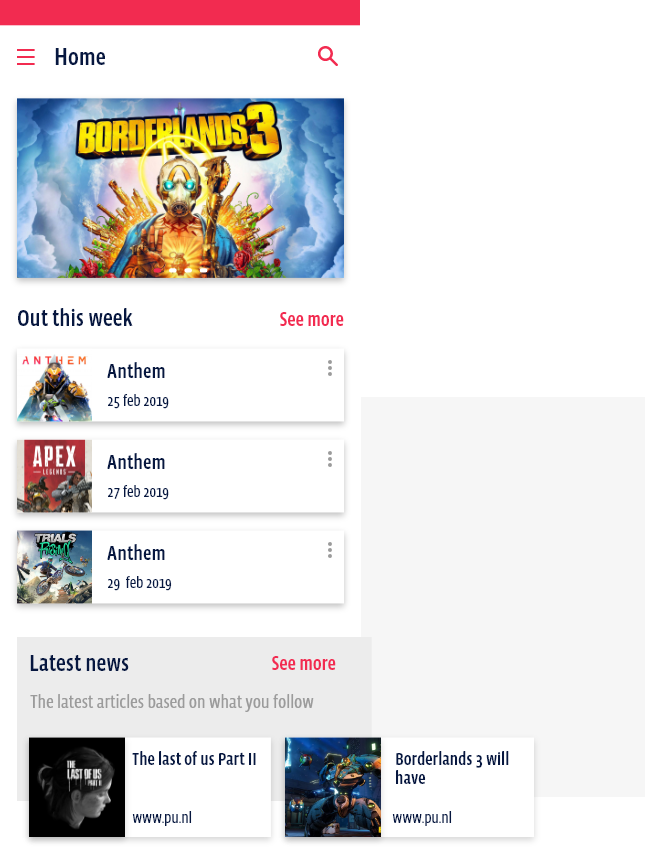 Home
BORDERLANDS 3
Out this week
See more
ANTHEM
Anthem
25 feb 2019
APEX
LEGENDS
Anthem
27 feb 2019
TRIALS
RISING
Anthem
29 feb 2019
Latest news
See more
The latest articles based on what you follow
THE
LAST OF US
PART II
The last of us Part II
www.pu.nl
Borderlands 3 will
have
www.pu.nl